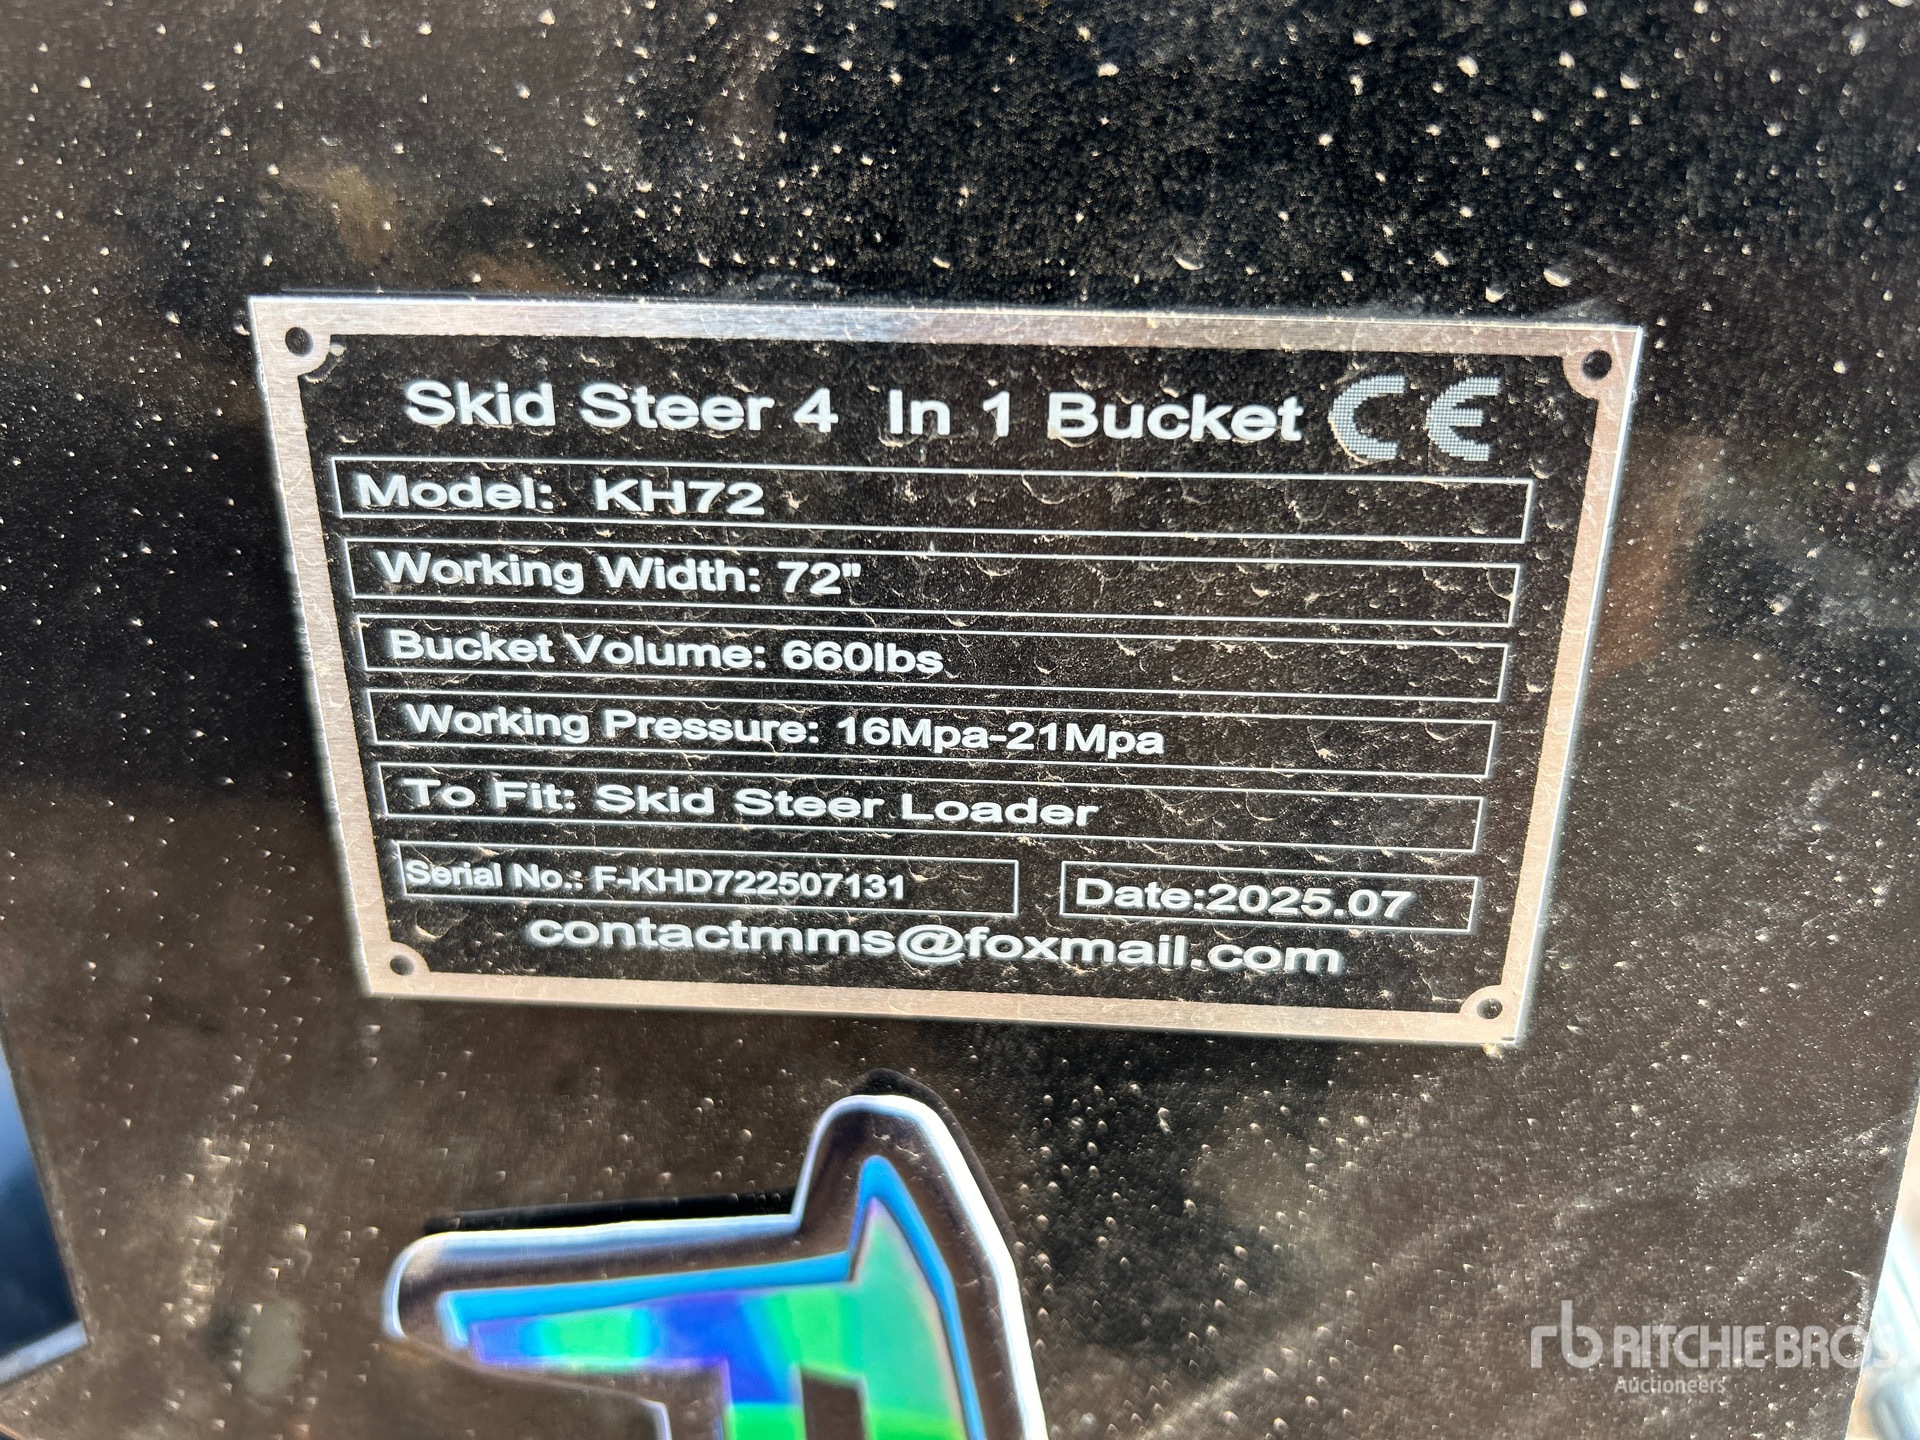 Skid Steer 4 In 1 Bucket CE
Model: KH72
Working Width: 72"
Bucket Volume: 660lbs
Working Pressure: 16Mpa-21Mpa
To Fit: Skid Steer Loader
Serial No.: F-KHD722507131 Date:2025.07
contactmms@foxmail.com
rb RITCHIE BROS.
Auctioneers